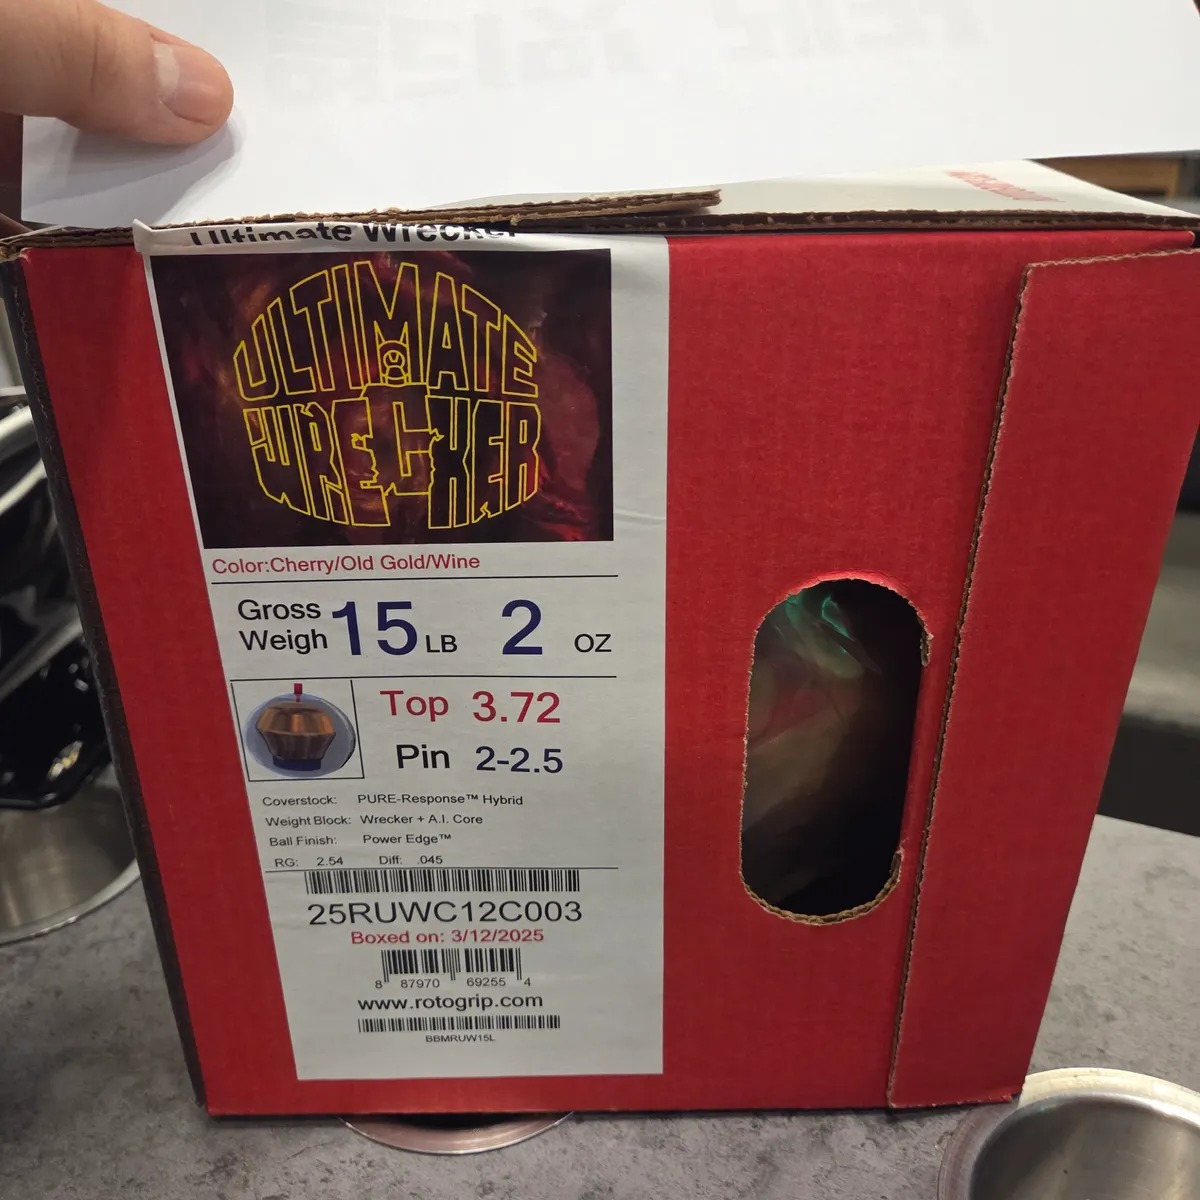 Ultimate Wrecker
ULTIMATE
WRECKER
Color:Cherry/Old Gold/Wine
Gross
Weigh 15 LB 2 OZ
Top 3.72
Pin 2-2.5
Coverstock: PURE-Response™ Hybrid
Weight Block: Wrecker + A.I. Core
Ball Finish: Power Edge™
RG: 2.54 Diff: .045
25RUWC12C003
Boxed on: 3/12/2025
8 87970 69255 4
www.rotogrip.com
BBMRUW15L